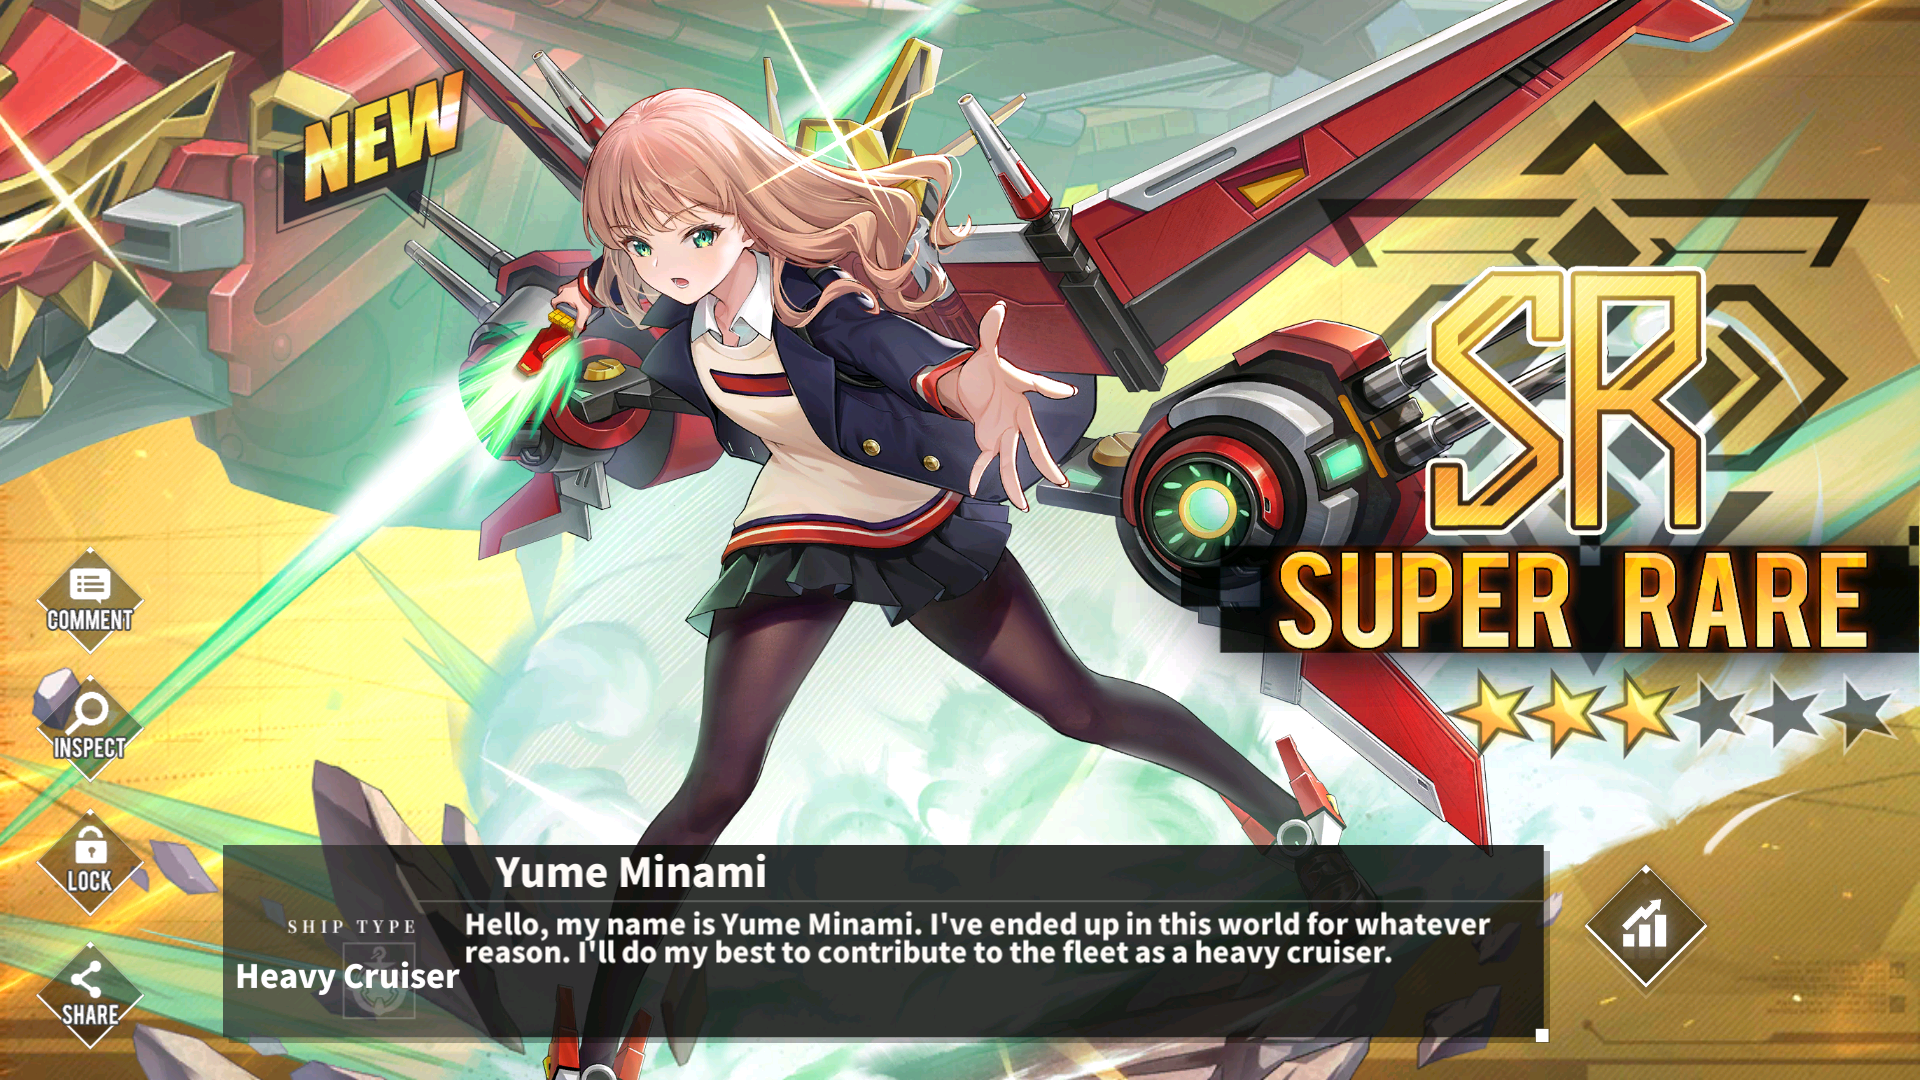 NEW
SR
SUPER RARE
COMMENT
INSPECT
LOCK
SHARE
Yume Minami
SHIP TYPE
Heavy Cruiser
Hello, my name is Yume Minami. I've ended up in this world for whatever
reason. I'll do my best to contribute to the fleet as a heavy cruiser.